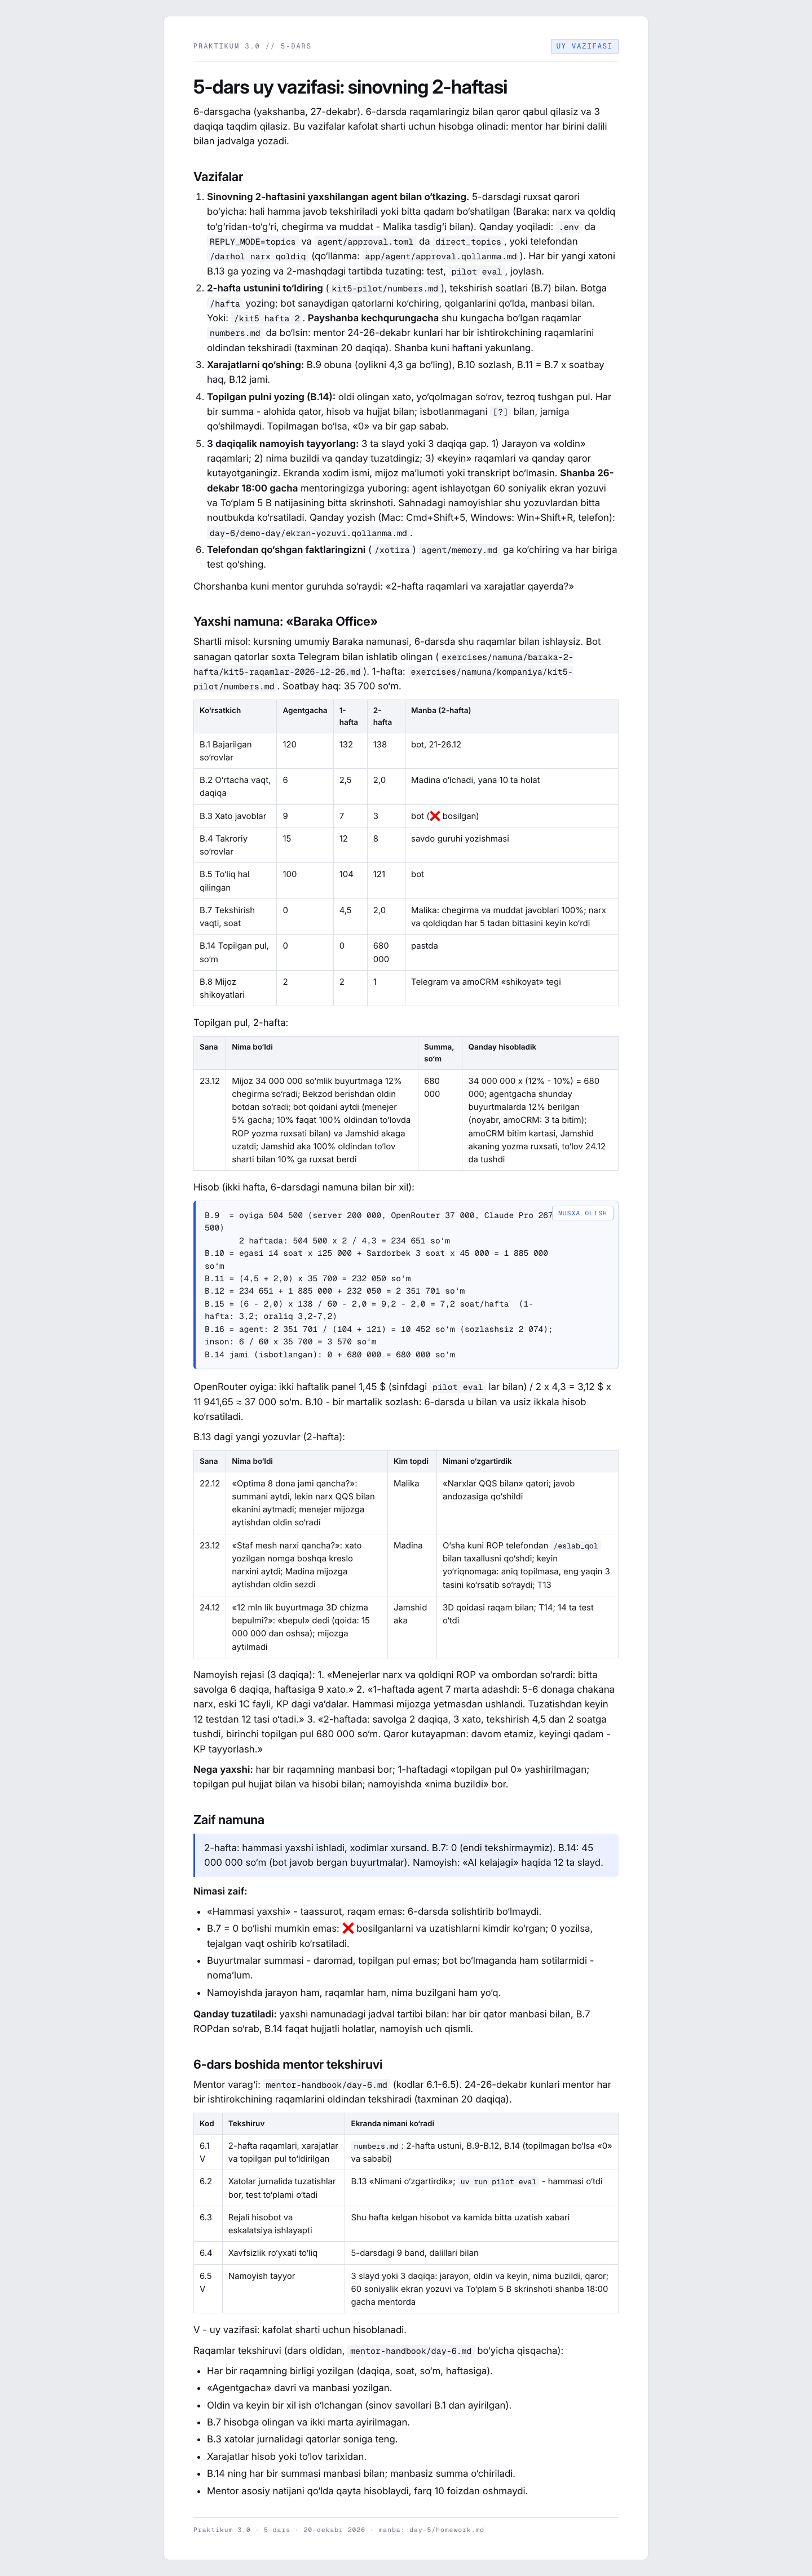 PRAKTIKUM 3.0 // 5-DARS
UY VAZIFASI
5-dars uy vazifasi: sinovning 2-haftasi
6-darsgacha (yakshanba, 27-dekabr). 6-darsda raqamlaringiz bilan qaror qabul qilasiz va 3
daqiqa taqdim qilasiz. Bu vazifalar kafolat sharti uchun hisobga olinadi: mentor har birini dalili
bilan jadvalga yozadi.
Vazifalar
1. Sinovning 2-haftasini yaxshilangan agent bilan o‘tkazing. 5-darsdagi ruxsat qarori
bo‘yicha: hali hamma javob tekshiriladi yoki bitta qadam bo‘shatilgan (Baraka: narx va qoldiq
to‘g‘ridan-to‘g‘ri, chegirma va muddat - Malika tasdig‘i bilan). Qanday yoqiladi: .env da
REPLY_MODE=topics va agent/approval.toml da direct_topics, yoki telefondan
/darhol narx qoldiq (qo‘llanma: app/agent/approval.qollanma.md). Har bir yangi xatoni
B.13 ga yozing va 2-mashqdagi tartibda tuzating: test, pilot eval, joylash.
2. 2-hafta ustunini to‘ldiring (kit5-pilot/numbers.md), tekshirish soatlari (B.7) bilan. Botga
/hafta yozing; bot sanaydigan qatorlarni ko‘chiring, qolganlarini qo‘lda, manbasi bilan.
Yoki: /kit5 hafta 2. Payshanba kechqurungacha shu kungacha bo‘lgan raqamlar
numbers.md da bo‘lsin: mentor 24-26-dekabr kunlari har bir ishtirokchining raqamlarini
oldindan tekshiradi (taxminan 20 daqiqa). Shanba kuni haftani yakunlang.
3. Xarajatlarni qo‘shing: B.9 obuna (oylikni 4,3 ga bo‘ling), B.10 sozlash, B.11 = B.7 x soatbay
haq, B.12 jami.
4. Topilgan pulni yozing (B.14): oldi olingan xato, yo‘qolmagan so‘rov, tezroq tushgan pul. Har
bir summa - alohida qator, hisob va hujjat bilan; isbotlanmagani [?] bilan, jamiga
qo‘shilmaydi. Topilmagan bo‘lsa, «0» va bir gap sabab.
5. 3 daqiqalik namoyish tayyorlang: 3 ta slayd yoki 3 daqiqa gap. 1) Jarayon va «oldin»
raqamlari; 2) nima buzildi va qanday tuzatdingiz; 3) «keyin» raqamlari va qanday qaror
kutayotganingiz. Ekranda xodim ismi, mijoz ma’lumoti yoki transkript bo‘lmasin. Shanba 26-
dekabr 18:00 gacha mentoringizga yuboring: agent ishlayotgan 60 soniyalik ekran yozuvi
va To‘plam 5 B natijasining bitta skrinshoti. Sahnadagi namoyishlar shu yozuvlardan bitta
noutbukda ko‘rsatiladi. Qanday yozish (Mac: Cmd+Shift+5, Windows: Win+Shift+R, telefon):
day-6/demo-day/ekran-yozuvi.qollanma.md.
6. Telefondan qo‘shgan faktlaringizni (/xotira) agent/memory.md ga ko‘chiring va har biriga
test qo‘shing.
Chorshanba kuni mentor guruhda so‘raydi: «2-hafta raqamlari va xarajatlar qayerda?»
Yaxshi namuna: «Baraka Office»
Shartli misol: kursning umumiy Baraka namunasi, 6-darsda shu raqamlar bilan ishlaysiz. Bot
sanagan qatorlar soxta Telegram bilan ishlatib olingan (exercises/namuna/baraka-2-
hafta/kit5-raqamlar-2026-12-26.md). 1-hafta: exercises/namuna/kompaniya/kit5-
pilot/numbers.md. Soatbay haq: 35 700 so‘m.
Ko‘rsatkich Agentgacha 1-hafta 2-hafta Manba (2-hafta)
B.1 Bajarilgan so‘rovlar 120 132 138 bot, 21-26.12
B.2 O‘rtacha vaqt, daqiqa 6 2,5 2,0 Madina o‘lchadi, yana 10 ta holat
B.3 Xato javoblar 9 7 3 bot (❌ bosilgan)
B.4 Takroriy so‘rovlar 15 12 8 savdo guruhi yozishmasi
B.5 To‘liq hal qilingan 100 104 121 bot
B.7 Tekshirish vaqti, soat 0 4,5 2,0 Malika: chegirma va muddat javoblari 100%; narx
va qoldiqdan har 5 tadan bittasini keyin ko‘rdi
B.14 Topilgan pul, so‘m 0 0 680 000 pastda
B.8 Mijoz shikoyatlari 2 2 1 Telegram va amoCRM «shikoyat» tegi
Topilgan pul, 2-hafta:
Sana Nima bo‘ldi Summa, so‘m Qanday hisobladik
23.12 Mijoz 34 000 000 so‘mlik buyurtmaga 12%
chegirma so‘radi; Bekzod berishdan oldin
botdan so‘radi; bot qoidani aytdi (menejer
5% gacha; 10% faqat 100% oldindan to‘lovda
ROP yozma ruxsati bilan) va Jamshid akaga
uzatdi; Jamshid aka 100% oldindan to‘lov
sharti bilan 10% ga ruxsat berdi
680 000
34 000 000 x (12% - 10%) = 680
000; agentgacha shunday
buyurtmalarda 12% berilgan
(noyabr, amoCRM: 3 ta bitim);
amoCRM bitim kartasi, Jamshid
akaning yozma ruxsati, to‘lov 24.12
da tushdi
Hisob (ikki hafta, 6-darsdagi namuna bilan bir xil):
NUSXA OLISH
B.9 = oyiga 504 500 (server 200 000, OpenRouter 37 000, Claude Pro 267
500)
2 haftada: 504 500 x 2 / 4,3 = 234 651 so‘m
B.10 = egasi 14 soat x 125 000 + Sardorbek 3 soat x 45 000 = 1 885 000
so‘m
B.11 = (4,5 + 2,0) x 35 700 = 232 050 so‘m
B.12 = 234 651 + 1 885 000 + 232 050 = 2 351 701 so‘m
B.15 = (6 - 2,0) x 138 / 60 - 2,0 = 9,2 - 2,0 = 7,2 soat/hafta (1-
hafta: 3,2; oraliq 3,2-7,2)
B.16 = agent: 2 351 701 / (104 + 121) = 10 452 so‘m (sozlashsiz 2 074);
inson: 6 / 60 x 35 700 = 3 570 so‘m
B.14 jami (isbotlangan): 0 + 680 000 = 680 000 so‘m
OpenRouter oyiga: ikki haftalik panel 1,45 $ (sinfdagi pilot eval lar bilan) / 2 x 4,3 = 3,12 $ x
11 941,65 ≈ 37 000 so‘m. B.10 - bir martalik sozlash: 6-darsda u bilan va usiz ikkala hisob
ko‘rsatiladi.
B.13 dagi yangi yozuvlar (2-hafta):
Sana Nima bo‘ldi Kim topdi Nimani o‘zgartirdik
22.12 «Optima 8 dona jami qancha?»:
summani aytdi, lekin narx QQS bilan
ekanini aytmadi; menejer mijozga
aytishdan oldin so‘radi
Malika
«Narxlar QQS bilan» qatori; javob
andozasiga qo‘shildi
23.12 «Staf mesh narxi qancha?»: xato
yozilgan nomga boshqa kreslo
narxini aytdi; Madina mijozga
aytishdan oldin sezdi
Madina
O‘sha kuni ROP telefondan /eslab_qol
bilan taxallusni qo‘shdi; keyin
yo‘riqnomaga: aniq topilmasa, eng yaqin 3
tasini ko‘rsatib so‘raydi; T13
24.12 «12 mln lik buyurtmaga 3D chizma
bepulmi?»: «bepul» dedi (qoida: 15
000 000 dan oshsa); mijozga
aytilmadi
Jamshid aka
3D qoidasi raqam bilan; T14; 14 ta test
o‘tdi
Namoyish rejasi (3 daqiqa): 1. «Menejerlar narx va qoldiqni ROP va ombordan so‘rardi: bitta
savolga 6 daqiqa, haftasiga 9 xato.» 2. «1-haftada agent 7 marta adashdi: 5-6 donaga chakana
narx, eski 1C fayli, KP dagi va’dalar. Hammasi mijozga yetmasdan ushlandi. Tuzatishdan keyin
12 testdan 12 tasi o‘tadi.» 3. «2-haftada: savolga 2 daqiqa, 3 xato, tekshirish 4,5 dan 2 soatga
tushdi, birinchi topilgan pul 680 000 so‘m. Qaror kutayapman: davom etamiz, keyingi qadam -
KP tayyorlash.»
Nega yaxshi: har bir raqamning manbasi bor; 1-haftadagi «topilgan pul 0» yashirilmagan;
topilgan pul hujjat bilan va hisobi bilan; namoyishda «nima buzildi» bor.
Zaif namuna
2-hafta: hammasi yaxshi ishladi, xodimlar xursand. B.7: 0 (endi tekshirmaymiz). B.14: 45
000 000 so‘m (bot javob bergan buyurtmalar). Namoyish: «AI kelajagi» haqida 12 ta slayd.
Nimasi zaif:
• «Hammasi yaxshi» - taassurot, raqam emas: 6-darsda solishtirib bo‘lmaydi.
• B.7 = 0 bo‘lishi mumkin emas: ❌ bosilganlarni va uzatishlarni kimdir ko‘rgan; 0 yozilsa,
tejalgan vaqt oshirib ko‘rsatiladi.
• Buyurtmalar summasi - daromad, topilgan pul emas; bot bo‘lmaganda ham sotilarmidi -
noma’lum.
• Namoyishda jarayon ham, raqamlar ham, nima buzilgani ham yo‘q.
Qanday tuzatiladi: yaxshi namunadagi jadval tartibi bilan: har bir qator manbasi bilan, B.7
ROPdan so‘rab, B.14 faqat hujjatli holatlar, namoyish uch qismli.
6-dars boshida mentor tekshiruvi
Mentor varag‘i: mentor-handbook/day-6.md (kodlar 6.1-6.5). 24-26-dekabr kunlari mentor har
bir ishtirokchining raqamlarini oldindan tekshiradi (taxminan 20 daqiqa).
Kod Tekshiruv Ekranda nimani ko‘radi
6.1 V 2-hafta raqamlari, xarajatlar
va topilgan pul to‘ldirilgan
numbers.md: 2-hafta ustuni, B.9-B.12, B.14 (topilmagan bo‘lsa «0»
va sababi)
6.2 Xatolar jurnalida tuzatishlar
bor, test to‘plami o‘tadi
B.13 «Nimani o‘zgartirdik»; uv run pilot eval - hammasi o‘tdi
6.3 Rejali hisobot va
eskalatsiya ishlayapti
Shu hafta kelgan hisobot va kamida bitta uzatish xabari
6.4 Xavfsizlik ro‘yxati to‘liq 5-darsdagi 9 band, dalillari bilan
6.5 V Namoyish tayyor
3 slayd yoki 3 daqiqa: jarayon, oldin va keyin, nima buzildi, qaror;
60 soniyalik ekran yozuvi va To‘plam 5 B skrinshoti shanba 18:00
gacha mentorda
V - uy vazifasi: kafolat sharti uchun hisoblanadi.
Raqamlar tekshiruvi (dars oldidan, mentor-handbook/day-6.md bo‘yicha qisqacha):
• Har bir raqamning birligi yozilgan (daqiqa, soat, so‘m, haftasiga).
• «Agentgacha» davri va manbasi yozilgan.
• Oldin va keyin bir xil ish o‘lchangan (sinov savollari B.1 dan ayirilgan).
• B.7 hisobga olingan va ikki marta ayirilmagan.
• B.3 xatolar jurnalidagi qatorlar soniga teng.
• Xarajatlar hisob yoki to‘lov tarixidan.
• B.14 ning har bir summasi manbasi bilan; manbasiz summa o‘chiriladi.
• Mentor asosiy natijani qo‘lda qayta hisoblaydi, farq 10 foizdan oshmaydi.
Praktikum 3.0 · 5-dars · 20-dekabr 2026 · manba: day-5/homework.md